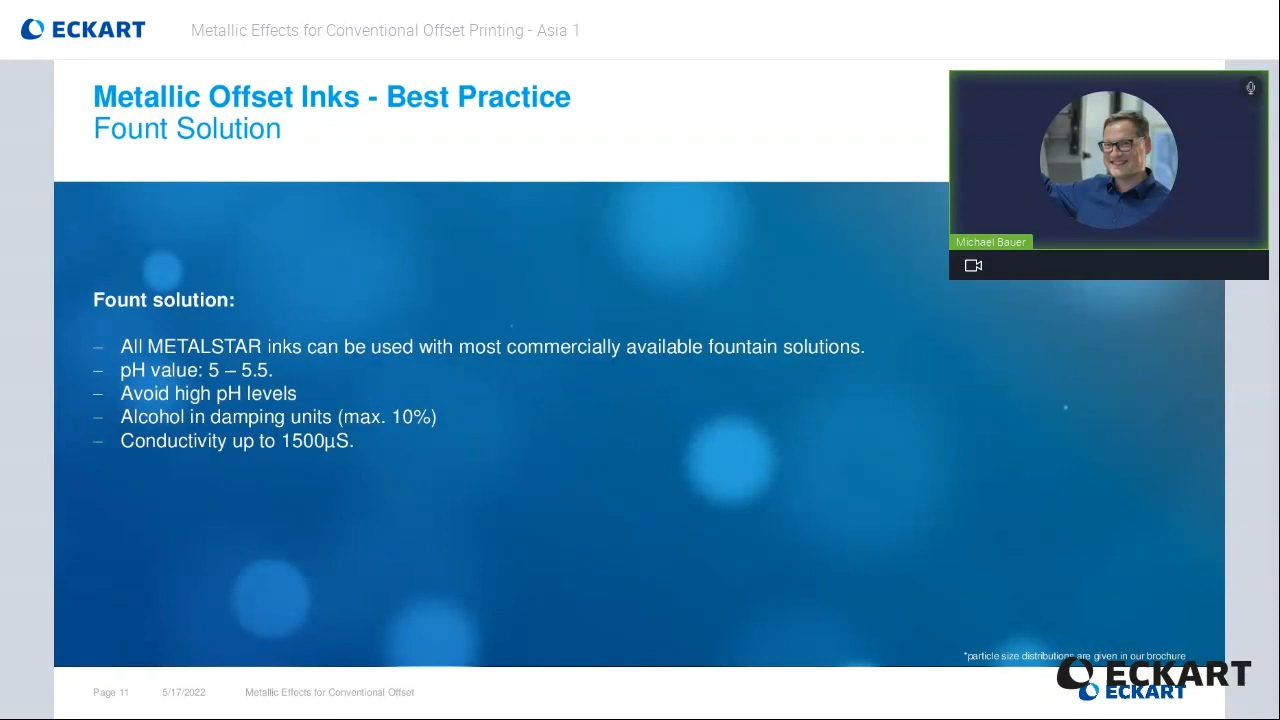 ECKART
Metallic Effects for Conventional Offset Printing - Asia 1
Metallic Offset Inks - Best Practice
Fount Solution
Michael Bauer
Fount solution:
– All METALSTAR inks can be used with most commercially available fountain solutions.
– pH value: 5 – 5.5.
– Avoid high pH levels
– Alcohol in damping units (max. 10%)
– Conductivity up to 1500µS.
*particle size distributions are given in our brochure
ECKART
ECKART
Page 11 5/17/2022 Metallic Effects for Conventional Offset